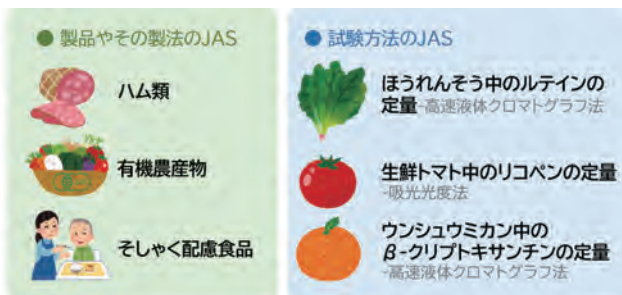 ● 製品やその製法のJAS
ハム類
有機農産物
そしゃく配慮食品
● 試験方法のJAS
ほうれんそう中のルテインの
定量-高速液体クロマトグラフ法
生鮮トマト中のリコペンの定量
-吸光光度法
ウンシュウミカン中の
β-クリプトキサンチンの定量
-高速液体クロマトグラフ法